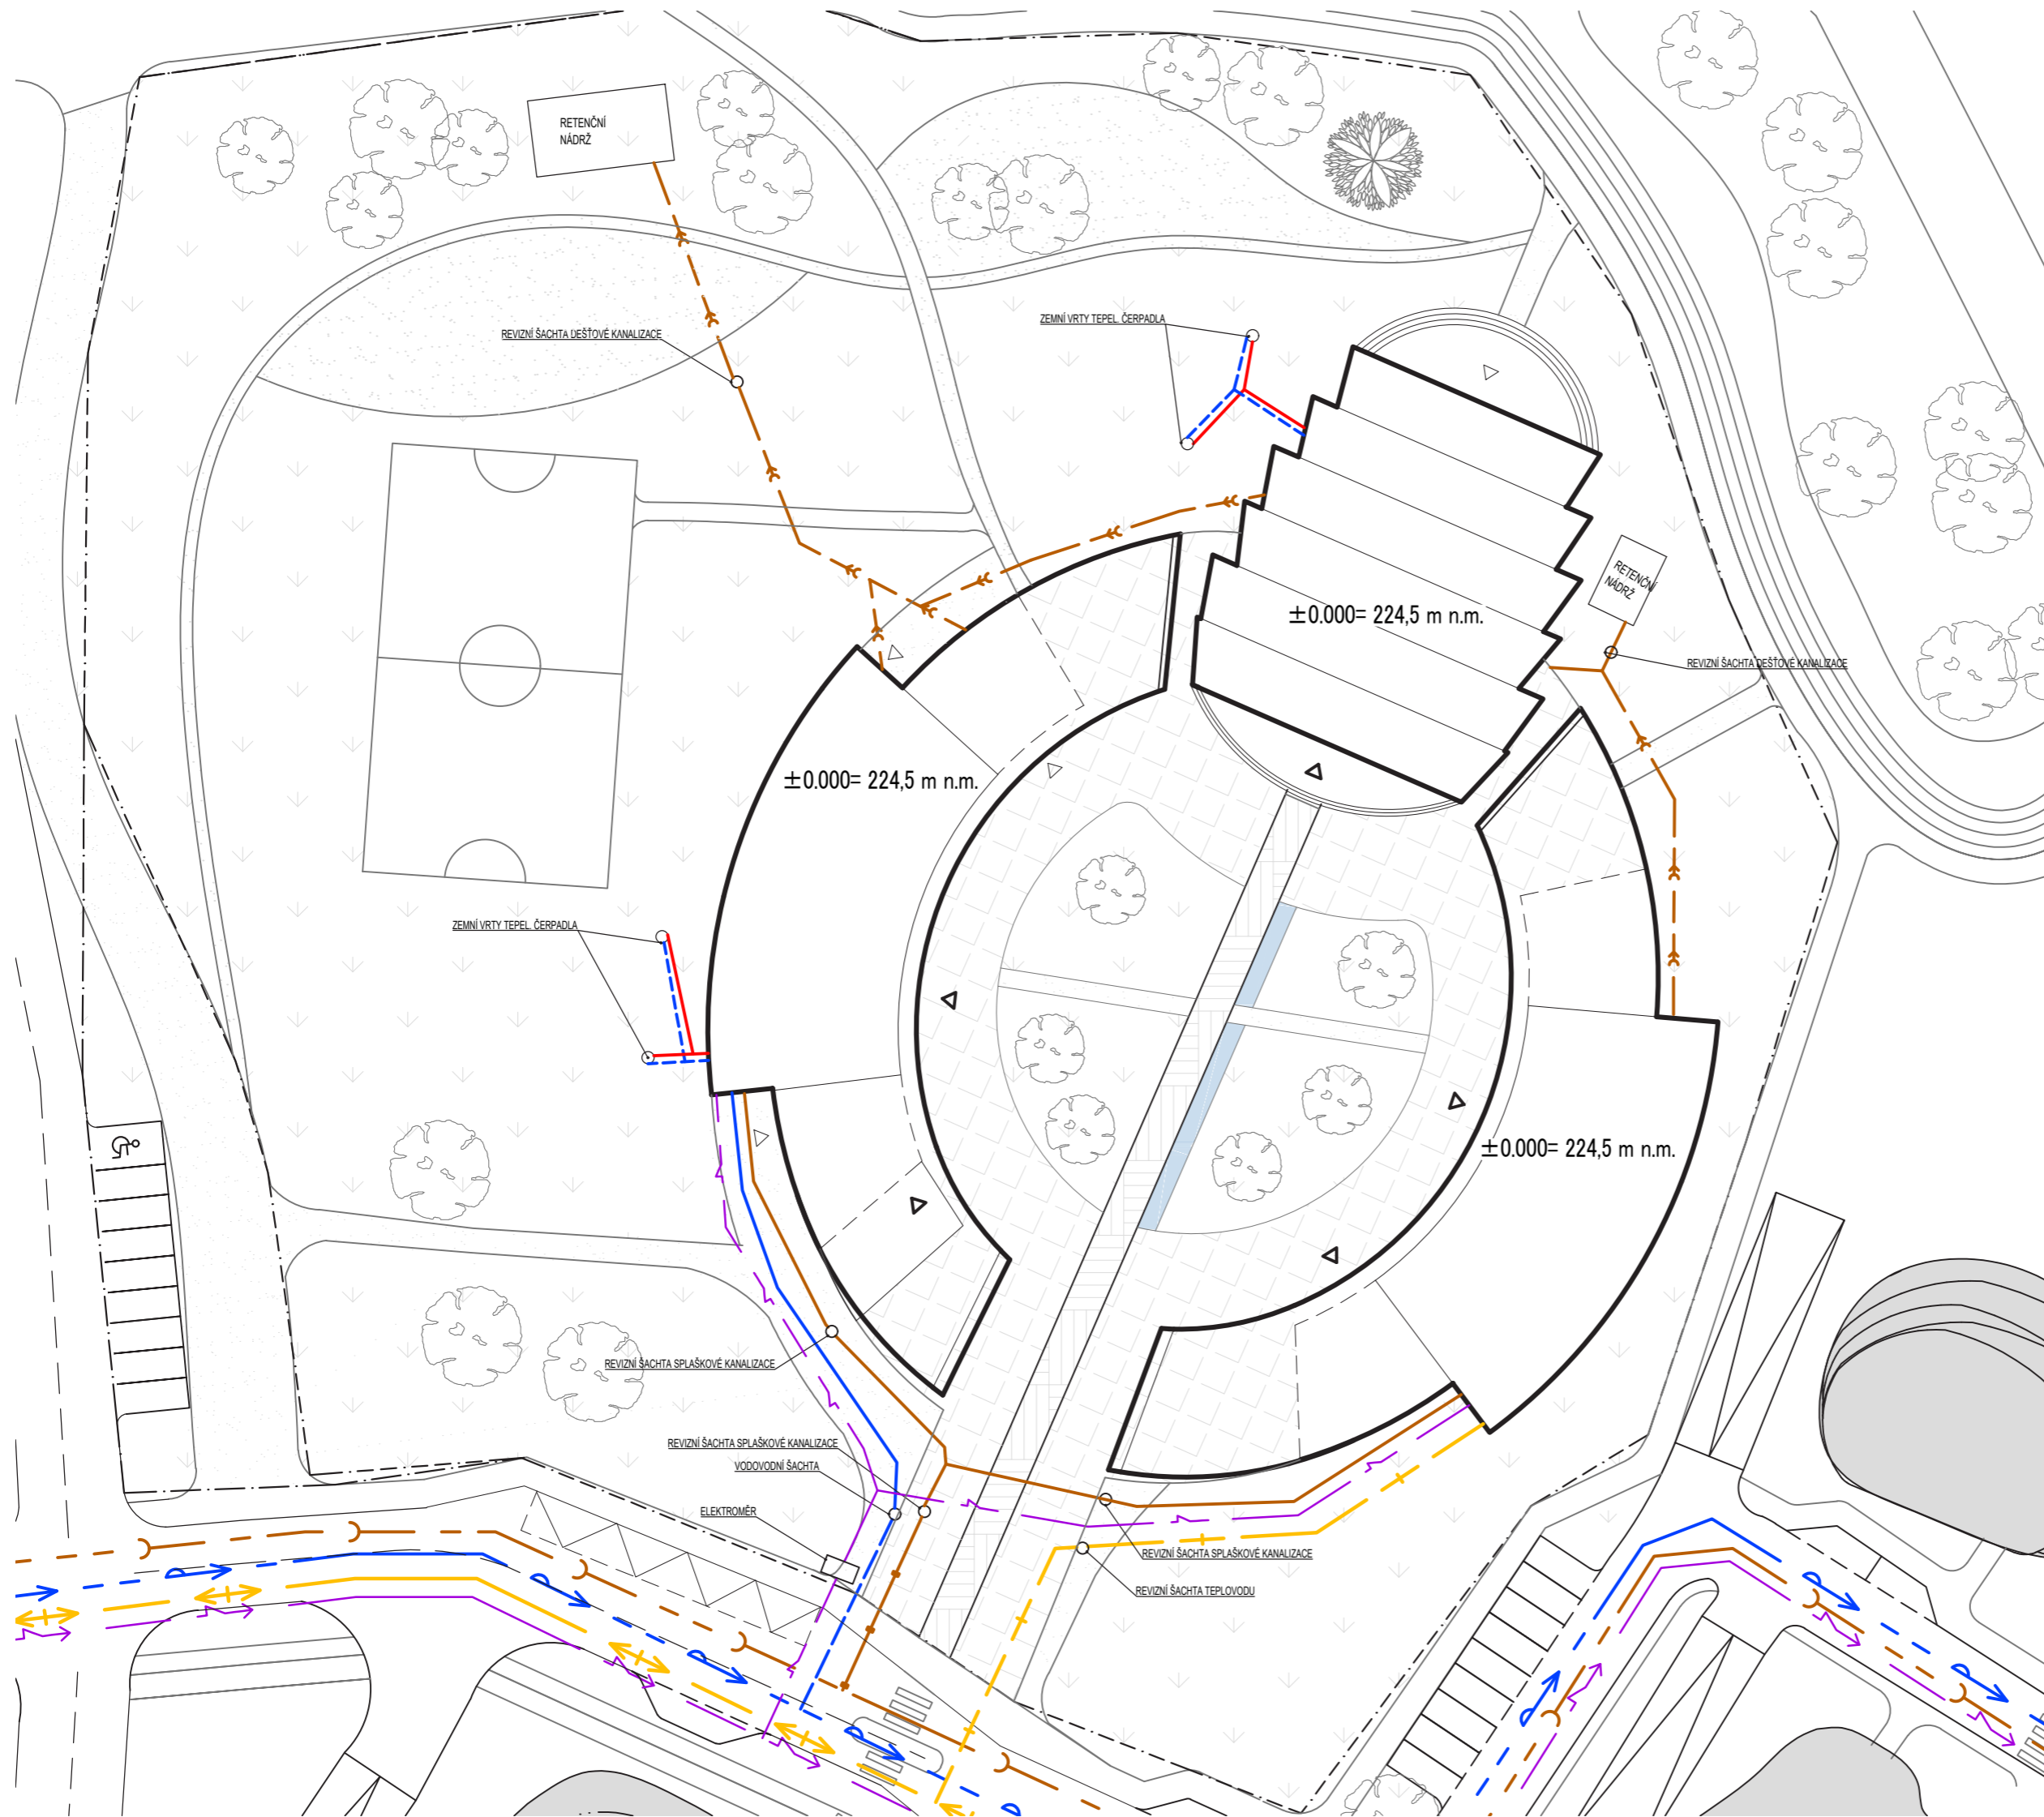 RETENČNÍ
NÁDRŽ
ZEMNÍ VRTY TEPEL. ČERPADLA
REVIZNÍ ŠACHTA DEŠŤOVÉ KANALIZACE
RETENČNÍ
NÁDRŽ
±0.000= 224,5 m n.m.
REVIZNÍ ŠACHTA DEŠŤOVÉ KANALIZACE
±0.000= 224,5 m n.m.
ZEMNÍ VRTY TEPEL. ČERPADLA
±0.000= 224,5 m n.m.
REVIZNÍ ŠACHTA SPLAŠKOVÉ KANALIZACE
REVIZNÍ ŠACHTA SPLAŠKOVÉ KANALIZACE
VODOVODNÍ ŠACHTA
ELEKTROMĚR
REVIZNÍ ŠACHTA SPLAŠKOVÉ KANALIZACE
REVIZNÍ ŠACHTA TEPLOVODU